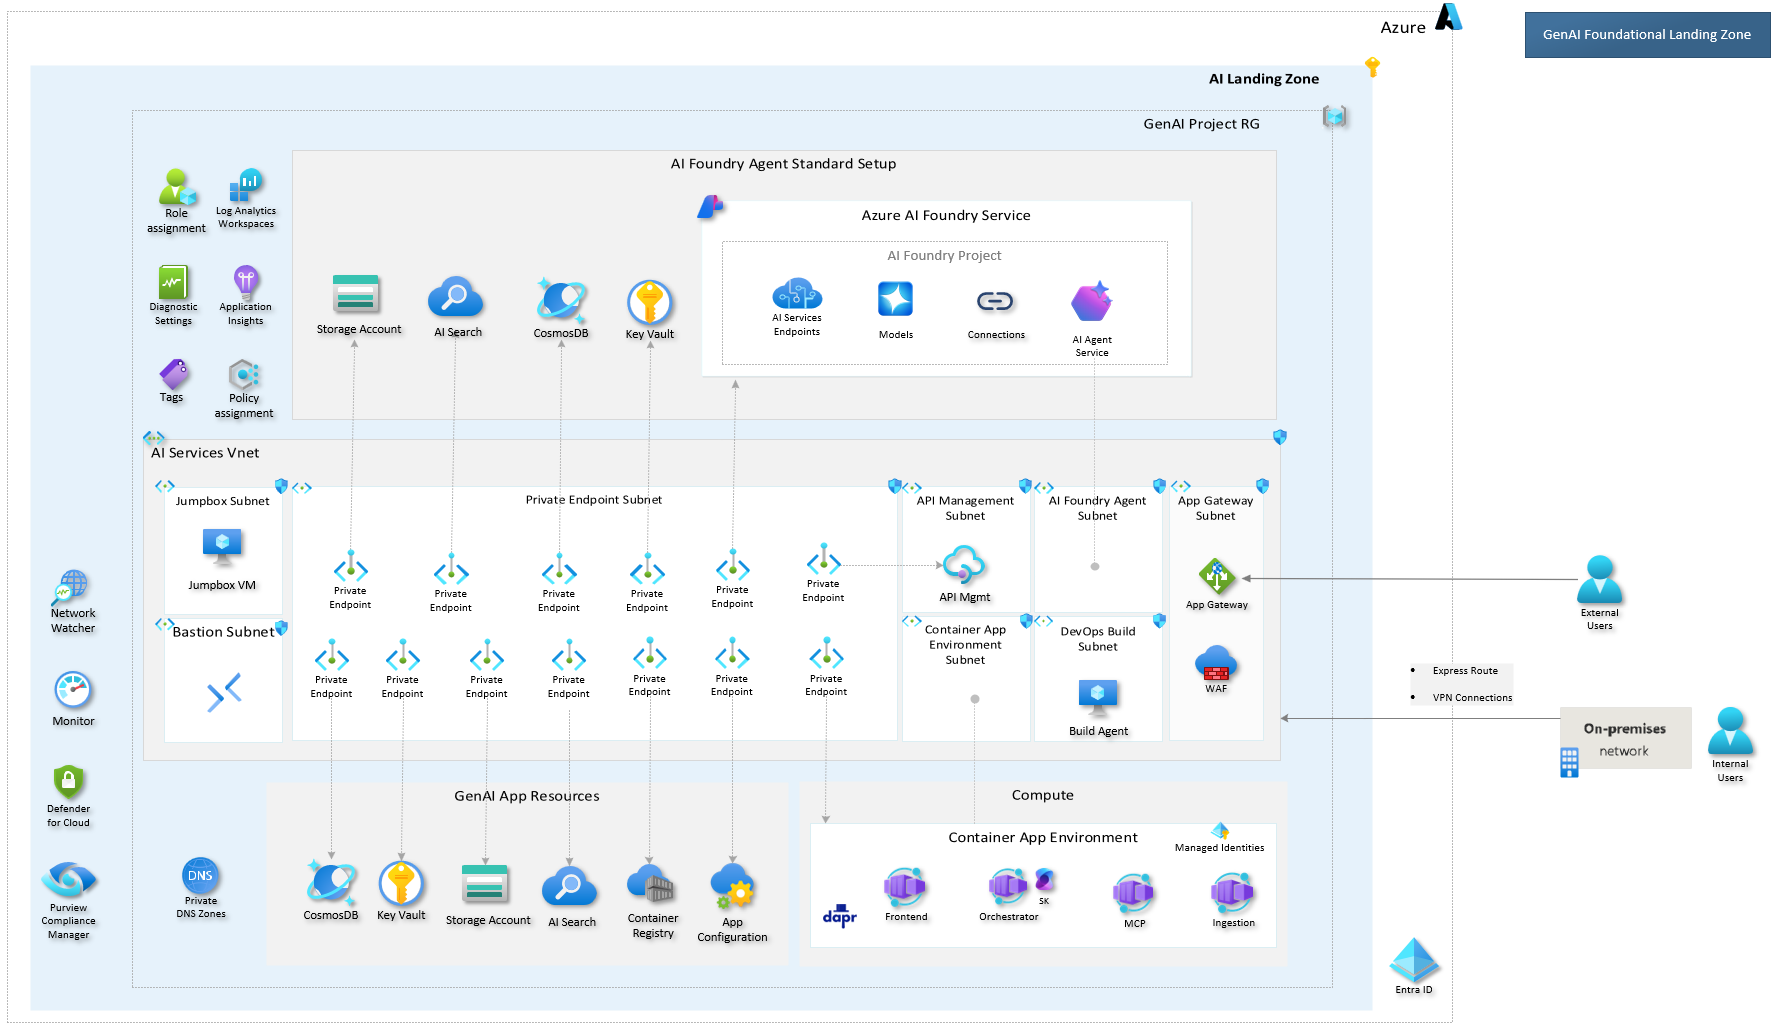 Azure
GenAI Foundational Landing Zone
AI Landing Zone
GenAI Project RG
AI Foundry Agent Standard Setup
Role
assignment
Log Analytics
Workspaces
Diagnostic
Settings
Application
Insights
Tags
Policy
assignment
Storage Account
AI Search
CosmosDB
Key Vault
Azure AI Foundry Service
AI Foundry Project
AI Services
Endpoints
Models
Connections
AI Agent
Service
AI Services Vnet
Jumpbox Subnet
Jumpbox VM
Bastion Subnet
Private Endpoint Subnet
Private
Endpoint
Private
Endpoint
Private
Endpoint
Private
Endpoint
Private
Endpoint
Private
Endpoint
Private
Endpoint
Private
Endpoint
Private
Endpoint
Private
Endpoint
Private
Endpoint
Private
Endpoint
Private
Endpoint
API Management
Subnet
API Mgmt
AI Foundry Agent
Subnet
App Gateway
Subnet
App Gateway
WAF
Container App
Environment
Subnet
DevOps Build
Subnet
Build Agent
Network
Watcher
Monitor
Defender
for Cloud
Purview
Compliance
Manager
DNS
Private
DNS Zones
External
Users
• Express Route
• VPN Connections
On-premises
network
Internal
Users
GenAI App Resources
CosmosDB
Key Vault
Storage Account
AI Search
Container
Registry
App
Configuration
Compute
Container App Environment
Managed Identities
dapr
Frontend
Orchestrator
SK
MCP
Ingestion
Entra ID